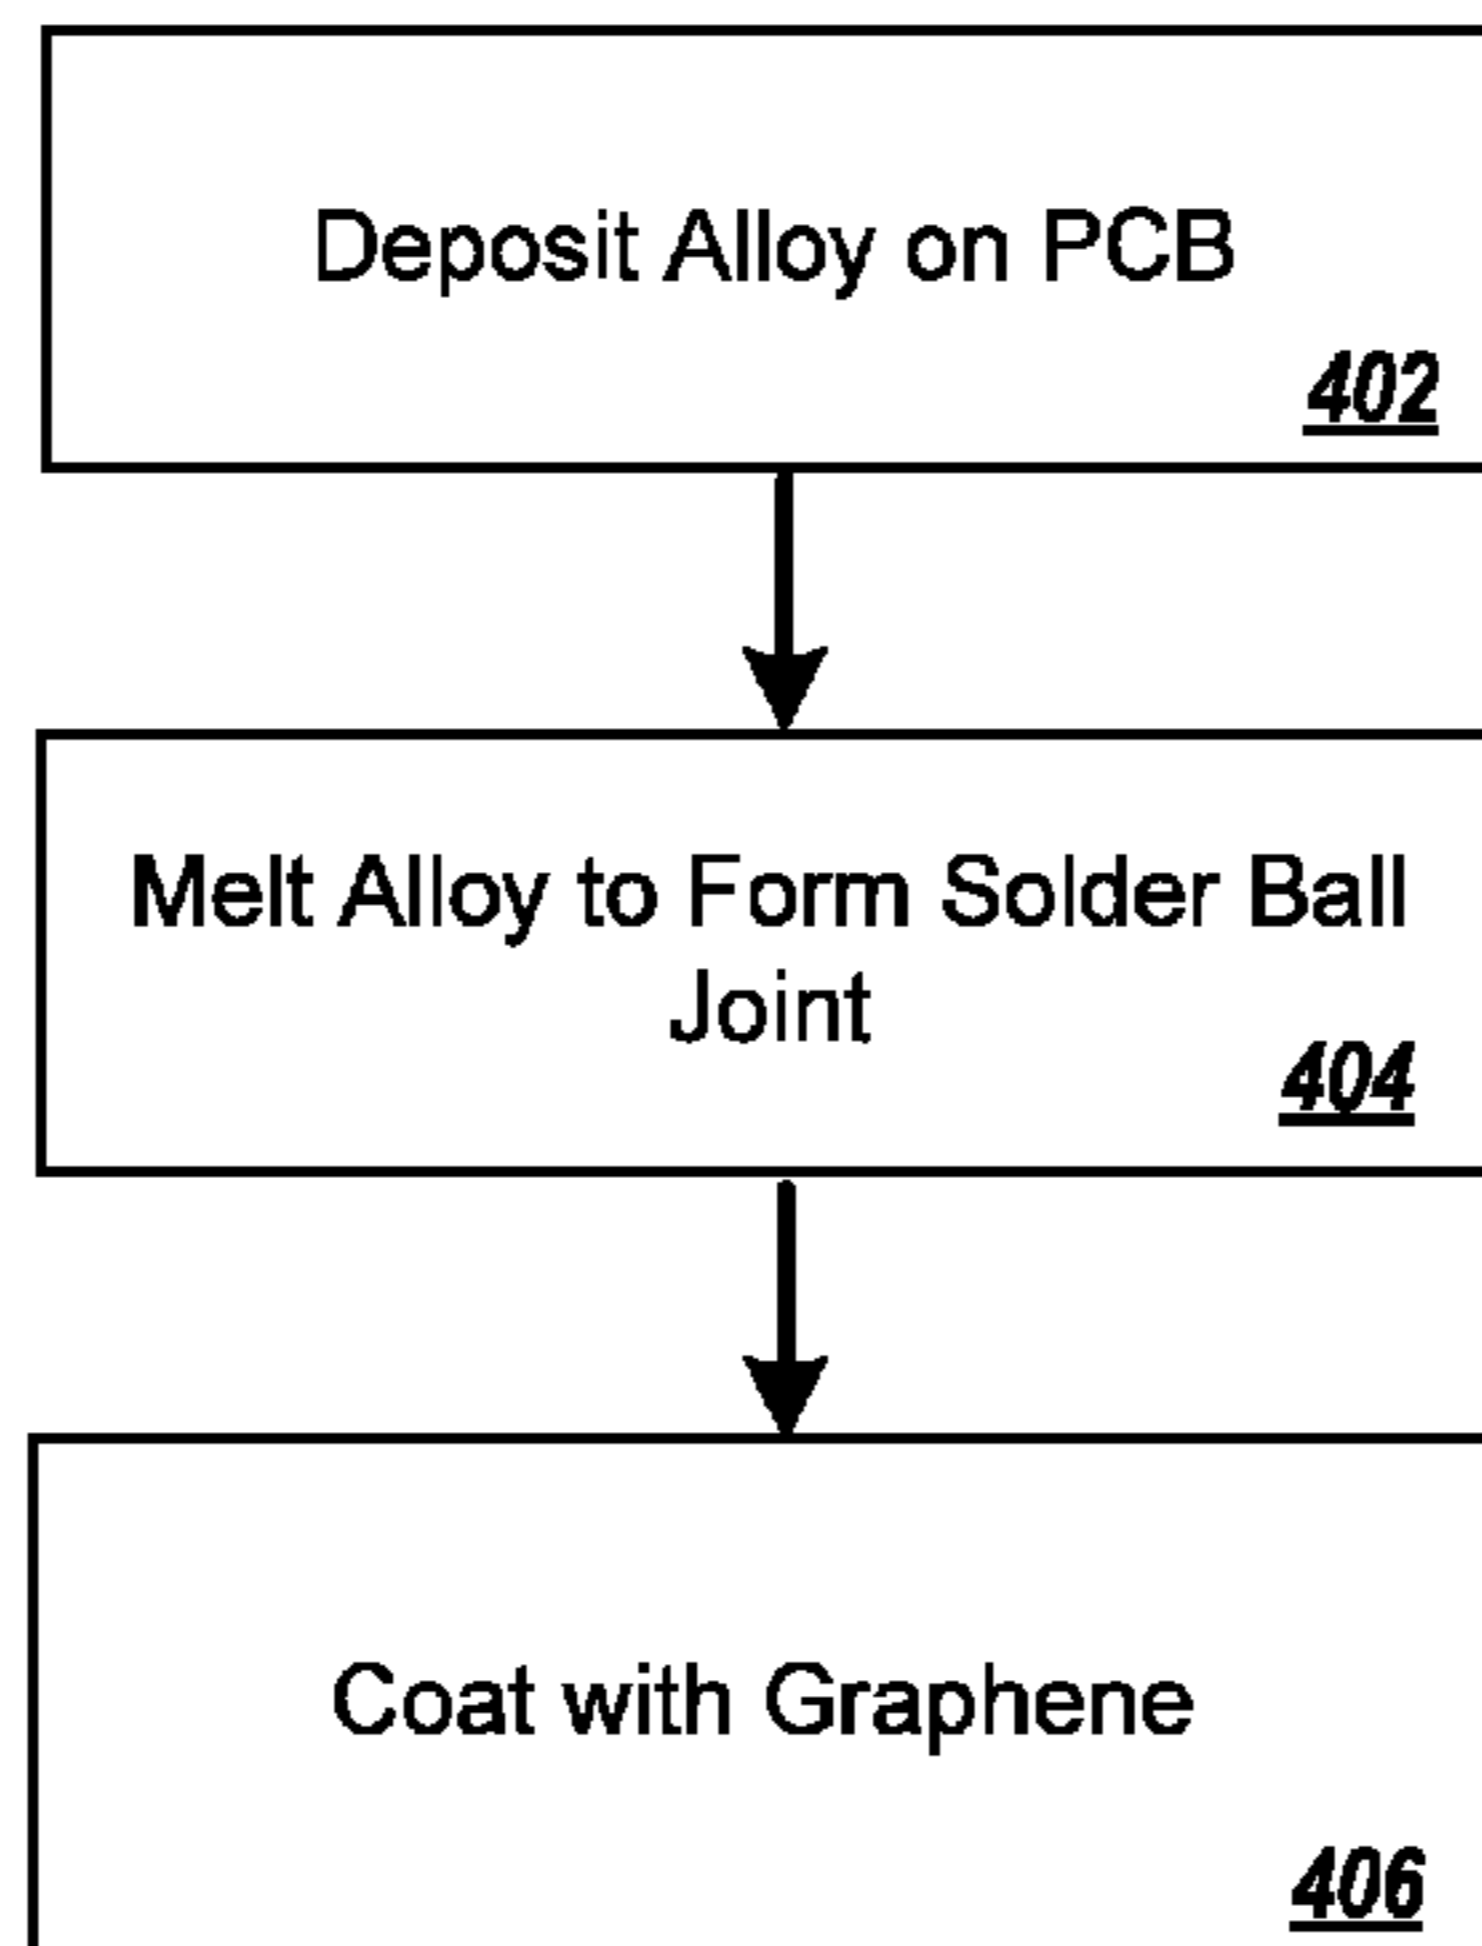 Deposit Alloy on PCB
402
Melt Alloy to Form Solder Ball
Joint
404
Coat with Graphene
406